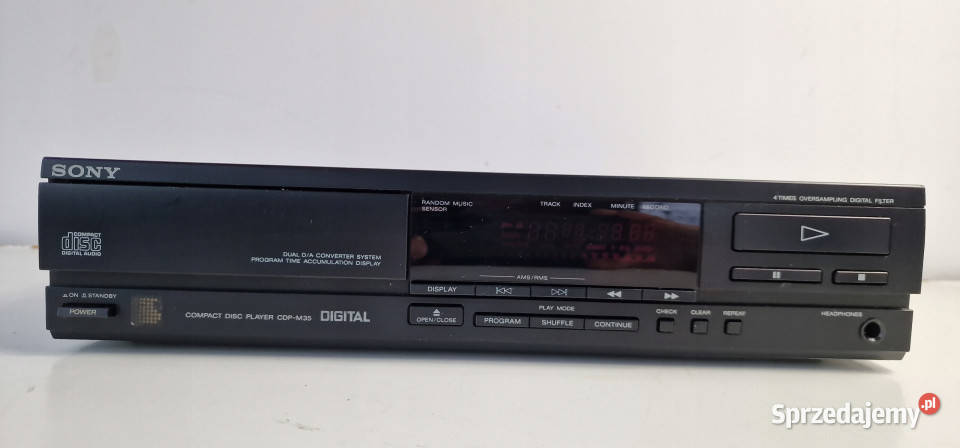 SONY
4 TIMES OVERSAMPLING DIGITAL FILTER
RANDOM MUSIC SENSOR
TRACK INDEX MINUTE SECOND
COMPACT
disc
DIGITAL AUDIO
DUAL D/A CONVERTER SYSTEM
PROGRAM TIME ACCUMULATION DISPLAY
AMS/RMS
DISPLAY
ON STANDBY
POWER
COMPACT DISC PLAYER CDP-M35 DIGITAL
OPEN/CLOSE
PLAY MODE
PROGRAM SHUFFLE CONTINUE
CHECK CLEAR REPEAT
HEADPHONES
Sprzedajemy.pl